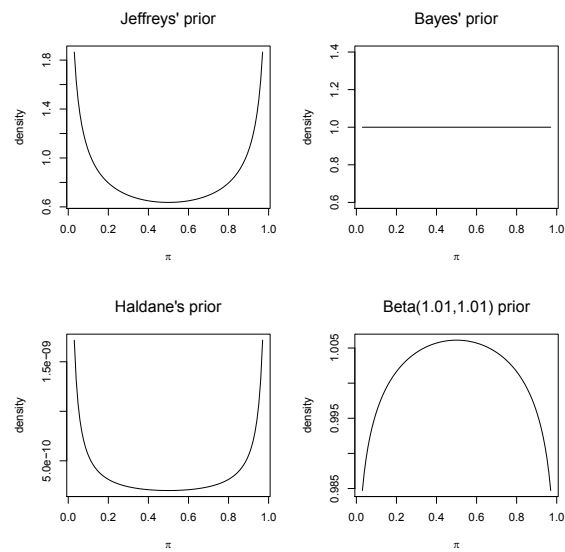 Jeffreys' prior
density
0.6 1.0 1.4 1.8
0.0 0.2 0.4 0.6 0.8 1.0
π
Bayes' prior
density
0.6 0.8 1.0 1.2 1.4
0.0 0.2 0.4 0.6 0.8 1.0
π
Haldane's prior
density
5.0e−10 1.5e−09
0.0 0.2 0.4 0.6 0.8 1.0
π
Beta(1.01,1.01) prior
density
0.985 0.995 1.005
0.0 0.2 0.4 0.6 0.8 1.0
π